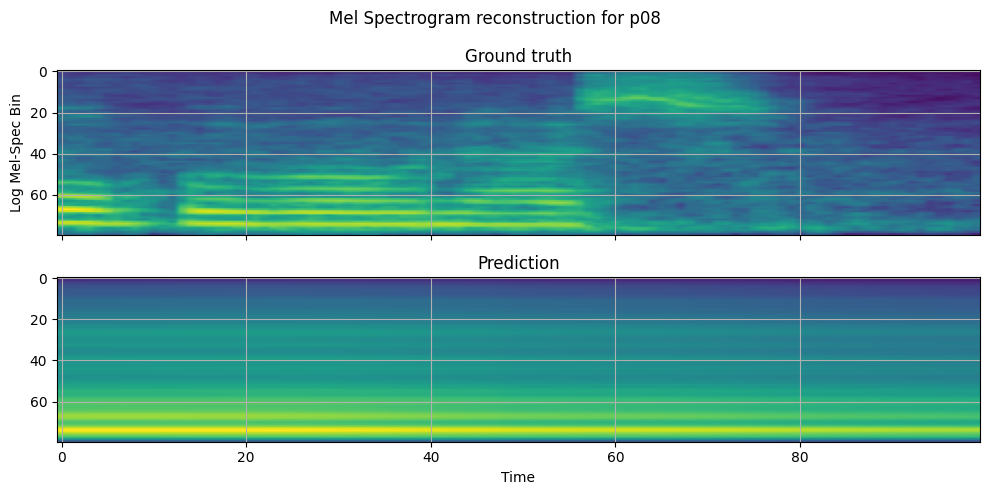 Mel Spectrogram reconstruction for p08
Ground truth
0
20
40
60
Log Mel-Spec Bin
Prediction
0
20
40
60
0 20 40 60 80
Time